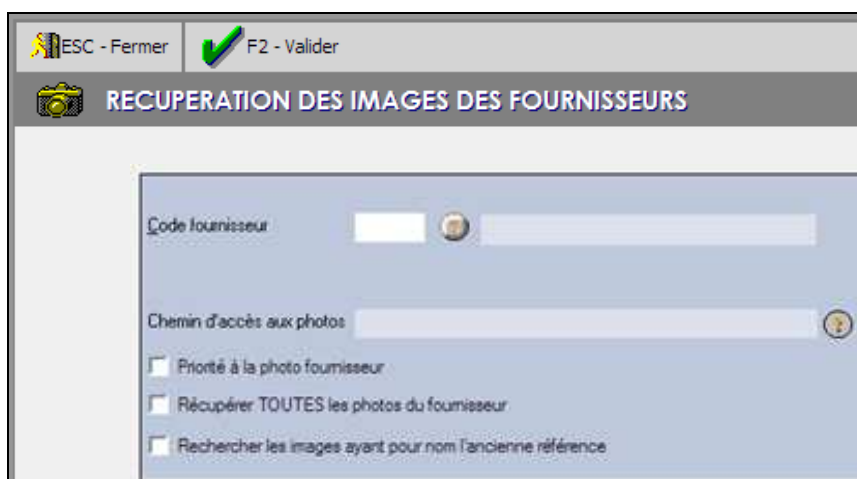 ESC - Fermer F2 - Valider
RECUPERATION DES IMAGES DES FOURNISSEURS
Code fournisseur
Chemin d'accès aux photos ?
Priorité à la photo fournisseur
Récupérer TOUTES les photos du fournisseur
Rechercher les images ayant pour nom l'ancienne référence